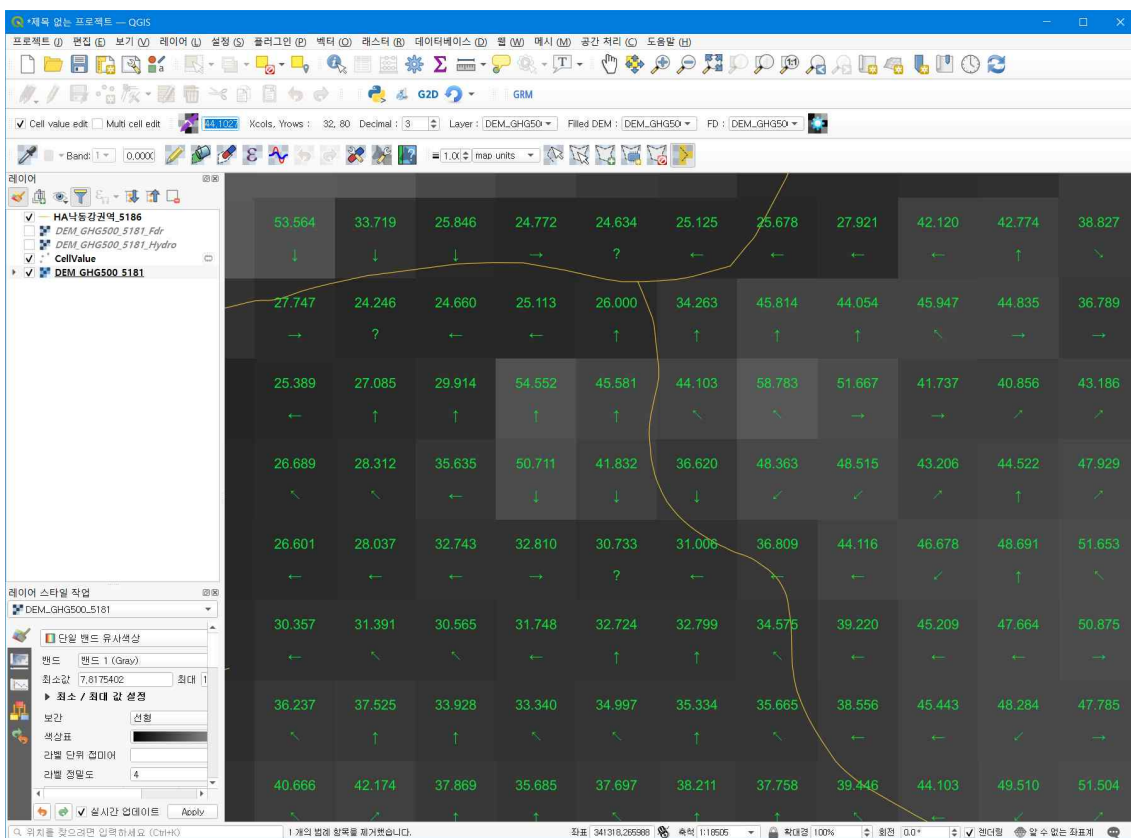 *제목 없는 프로젝트 — QGIS
프로젝트 (J) 편집 (E) 보기 (V) 레이어 (L) 설정 (S) 플러그인 (P) 벡터 (O) 래스터 (R) 데이터베이스 (D) 웹 (W) 메시 (M) 공간 처리 (C) 도움말 (H)
G2D GRM
Cell value edit Multi cell edit 44.1027 Xcols, Yrows : 32, 80 Decimal : 3 Layer : DEM_GHG50 Filled DEM : DEM_GHG50 FD : DEM_GHG50
Band: 1 0.000 map units
레이어
HA낙동강권역_5186
DEM_GHG500_5181_Fdr
DEM_GHG500_5181_Hydro
CellValue
DEM_GHG500_5181
53.564 33.719 25.846 24.772 24.634 25.125 25.678 27.921 42.120 42.774 38.827
↓ ↓ ↓ → ? ← ← ← ← ↑ ↘
27.747 24.246 24.660 25.113 26.000 34.263 45.814 44.054 45.947 44.835 36.789
→ ? ← ← ↑ ↑ ↑ ↑ ↖ → →
25.389 27.085 29.914 54.552 45.581 44.103 58.783 51.667 41.737 40.856 43.186
← ↑ ↑ ↑ ↑ ↖ ↖ → → ↗ ↗
26.689 28.312 35.635 50.711 41.832 36.620 48.363 48.515 43.206 44.522 47.929
↖ ↖ ← ↓ ↓ ↓ ↙ ↙ ↗ ↑ ↗
26.601 28.037 32.743 32.810 30.733 31.006 36.809 44.116 46.678 48.691 51.653
← ← ← → ? ← ← ← ↙ ↑ ↖
30.357 31.391 30.565 31.748 32.724 32.799 34.575 39.220 45.209 47.664 50.875
← ↖ ↖ ← ↑ ↑ ↖ ← ← ← →
36.237 37.525 33.928 33.340 34.997 35.334 35.665 38.556 45.443 48.284 47.785
↖ ↑ ↑ ↖ ↖ ↑ ↖ ← ← ↙ →
40.666 42.174 37.869 35.685 37.697 38.211 37.758 39.446 44.103 49.510 51.504
레이어 스타일 작업
DEM_GHG500_5181
단일 밴드 유사색상
밴드 밴드 1 (Gray)
최소값 7,8175402 최대 1
최소 / 최대 값 설정
보간 선형
색상표
라벨 단위 접미어
라벨 정밀도 4
실시간 업데이트 Apply
위치를 찾으려면 입력하세요 (Ctrl+K) 1 개의 범례 항목을 제거했습니다. 좌표 341318,265988 축척 1:18505 확대경 100% 회전 0.0° 렌더링 알 수 없는 좌표계